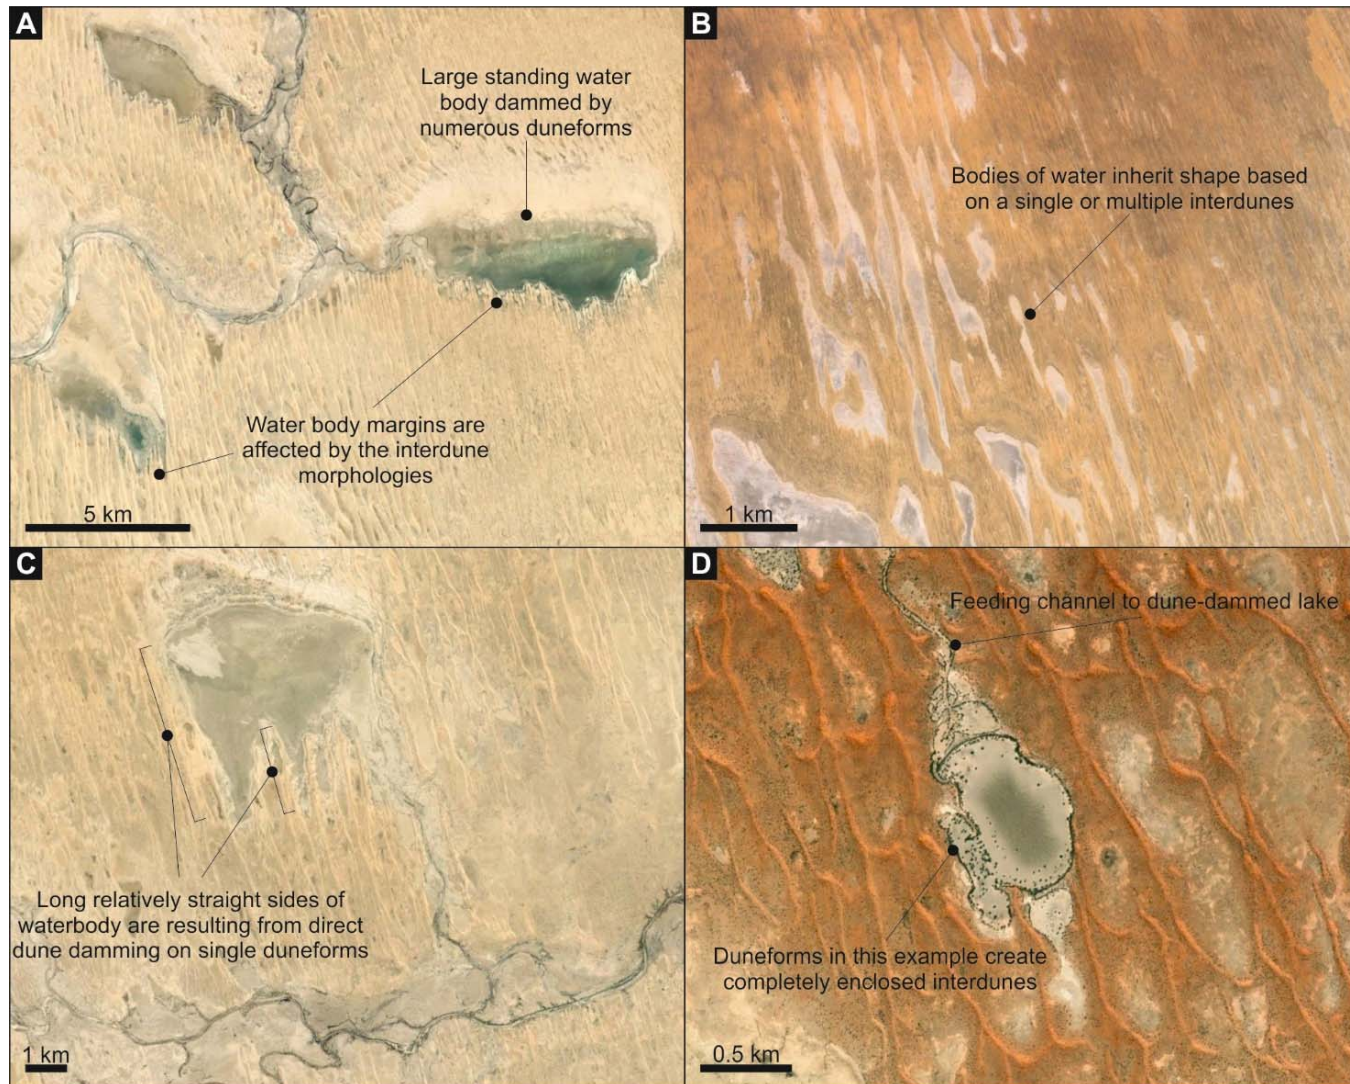 A
Large standing water
body dammed by
numerous duneforms
Water body margins are
affected by the interdune
morphologies
5 km
B
Bodies of water inherit shape based
on a single or multiple interdunes
1 km
C
Long relatively straight sides of
waterbody are resulting from direct
dune damming on single duneforms
1 km
D
Feeding channel to dune-dammed lake
Duneforms in this example create
completely enclosed interdunes
0.5 km